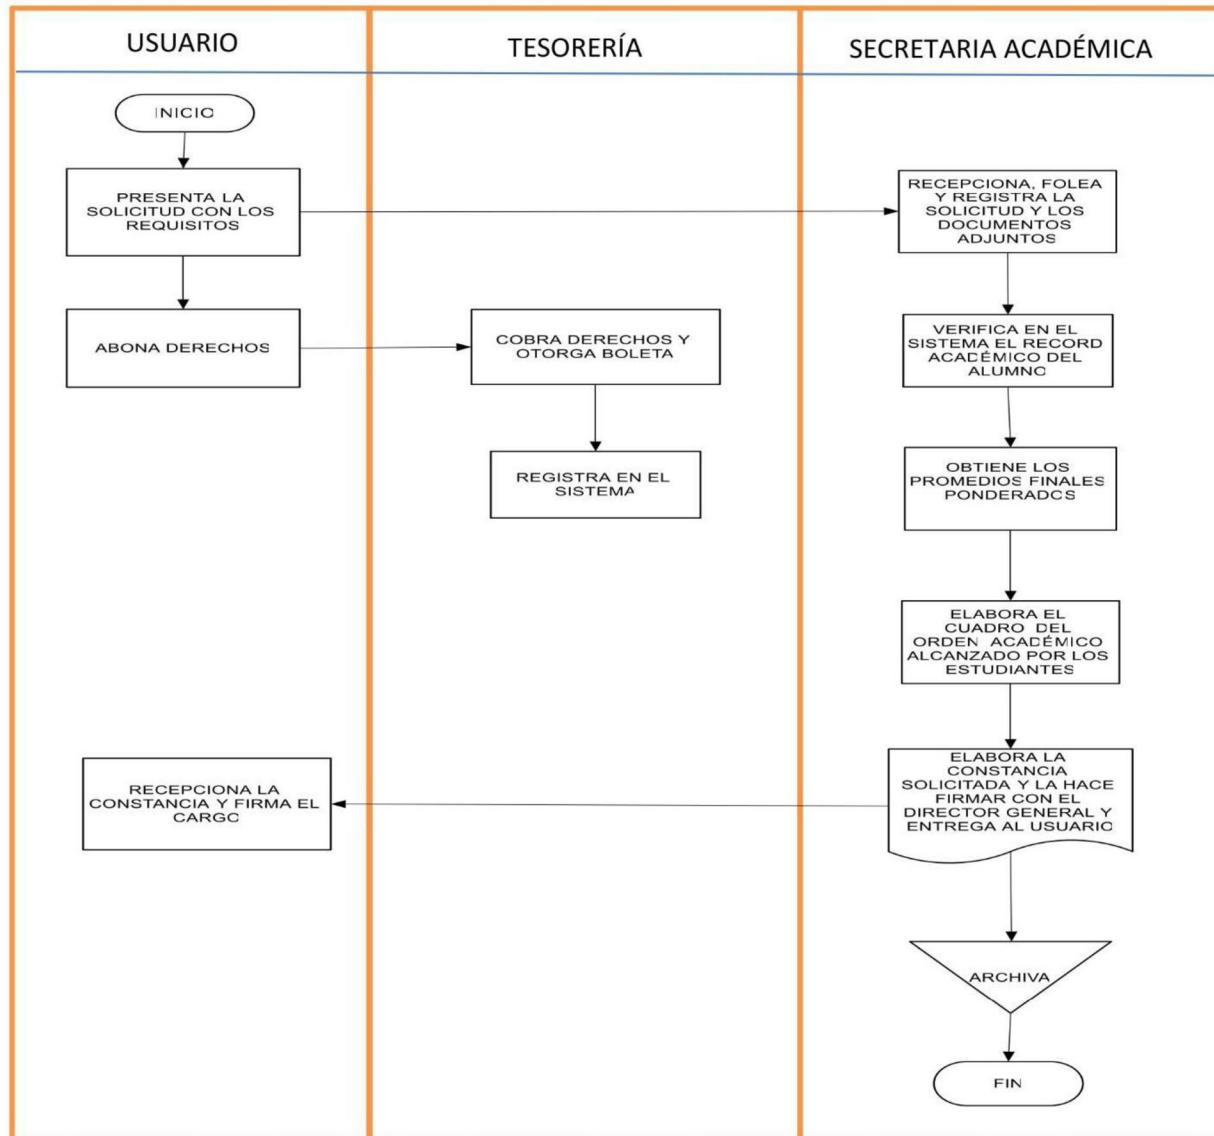 USUARIO
TESORERÍA
SECRETARIA ACADÉMICA
INICIO
PRESENTA LA
SOLICITUD CON LOS
REQUISITOS
RECEPCIONA, FOLEA
Y REGISTRA LA
SOLICITUD Y LOS
DOCUMENTOS
ADJUNTOS
ABONA DERECHOS
COBRA DERECHOS Y
OTORGA BOLETA
VERIFICA EN EL
SISTEMA EL RECORD
ACADÉMICO DEL
ALUMNO
REGISTRA EN EL
SISTEMA
OBTIENE LOS
PROMEDIOS FINALES
PONDERADOS
ELABORA EL
CUADRO DEL
ORDEN ACADÉMICO
ALCANZADO POR LOS
ESTUDIANTES
ELABORA LA
CONSTANCIA
SOLICITADA Y LA HACE
FIRMAR CON EL
DIRECTOR GENERAL Y
ENTREGA AL USUARIO
RECEPCIONA LA
CONSTANCIA Y FIRMA EL
CARGO
ARCHIVA
FIN